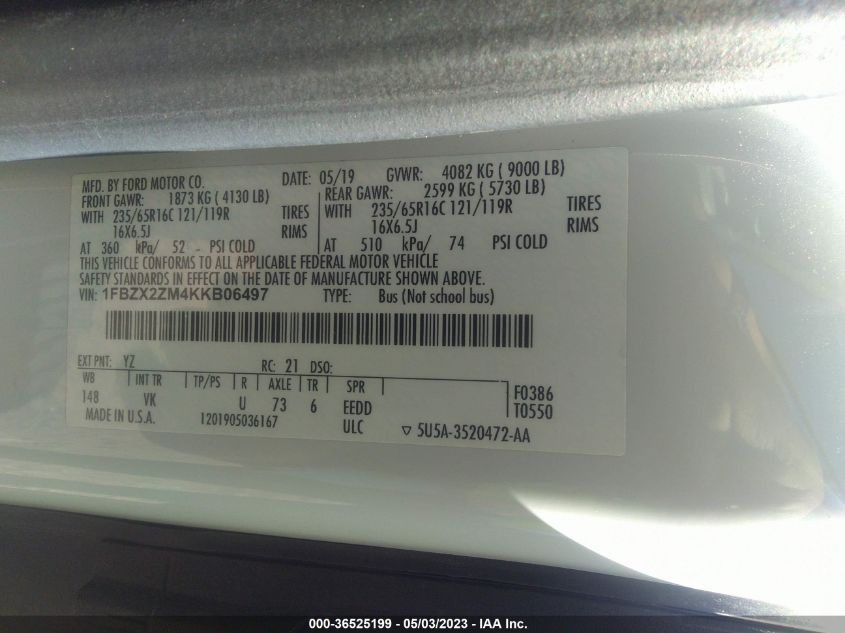 MFD. BY FORD MOTOR CO. DATE: 05/19 GVWR: 4082 KG ( 9000 LB)
FRONT GAWR: 1873 KG ( 4130 LB) REAR GAWR: 2599 KG ( 5730 LB)
WITH 235/65R16C 121/119R TIRES WITH 235/65R16C 121/119R TIRES
16X6.5J RIMS 16X6.5J RIMS
AT 360 kPa/ 52 - PSI COLD AT 510 kPa/ 74 PSI COLD
THIS VEHICLE CONFORMS TO ALL APPLICABLE FEDERAL MOTOR VEHICLE
SAFETY STANDARDS IN EFFECT ON THE DATE OF MANUFACTURE SHOWN ABOVE.
VIN: 1FBZX2ZM4KKB06497 TYPE: Bus (Not school bus)
EXT PNT: YZ RC: 21 DSO:
WB INT TR TP/PS R AXLE TR SPR F0386
148 VK U 73 6 EEDD T0550
MADE IN U.S.A. 1201905036167 ULC ▽ 5U5A-3520472-AA
000-36525199 - 05/03/2023 - IAA Inc.